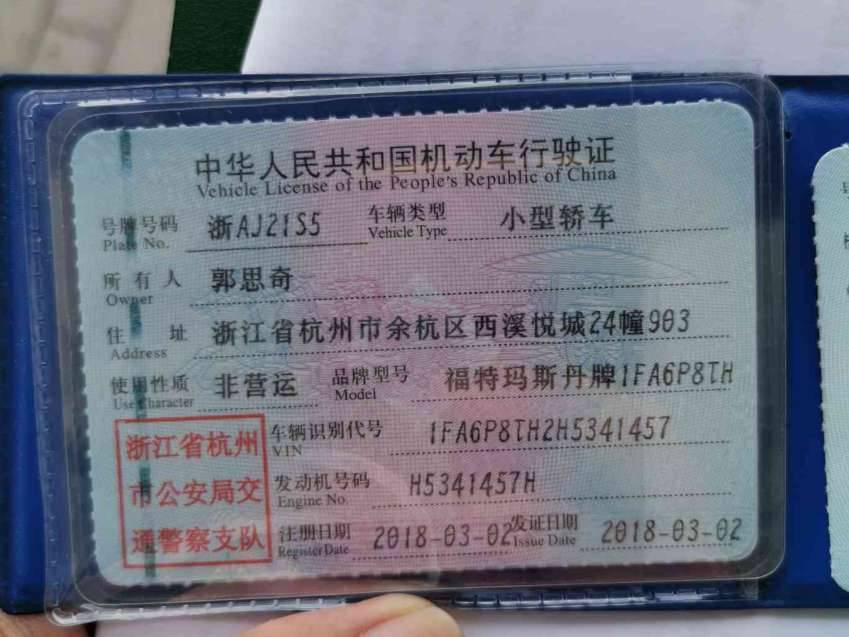 中华人民共和国机动车行驶证
Vehicle License of the People's Republic of China
号牌号码 浙AJ21S5 车辆类型 小型轿车
Plate No. Vehicle Type
所有人 郭思奇
Owner
住址 浙江省杭州市余杭区西溪悦城24幢903
Address
使用性质 非营运 品牌型号 福特玛斯丹牌1FA6P8TH
Use Character Model
浙江省杭州 车辆识别代号 1FA6P8TH2H5341457
VIN
市公安局交 发动机号码 H5341457H
Engine No.
通警察支队 注册日期 2018-03-02 发证日期 2018-03-02
Register Date Issue Date